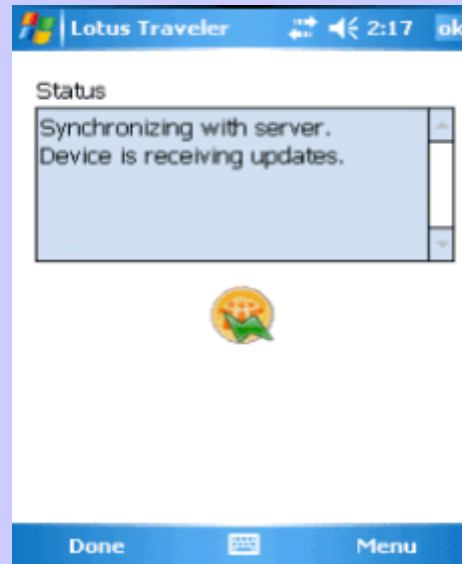 Lotus Traveler 2:17 ok
Status
Synchronizing with server.
Device is receiving updates.
Done Menu